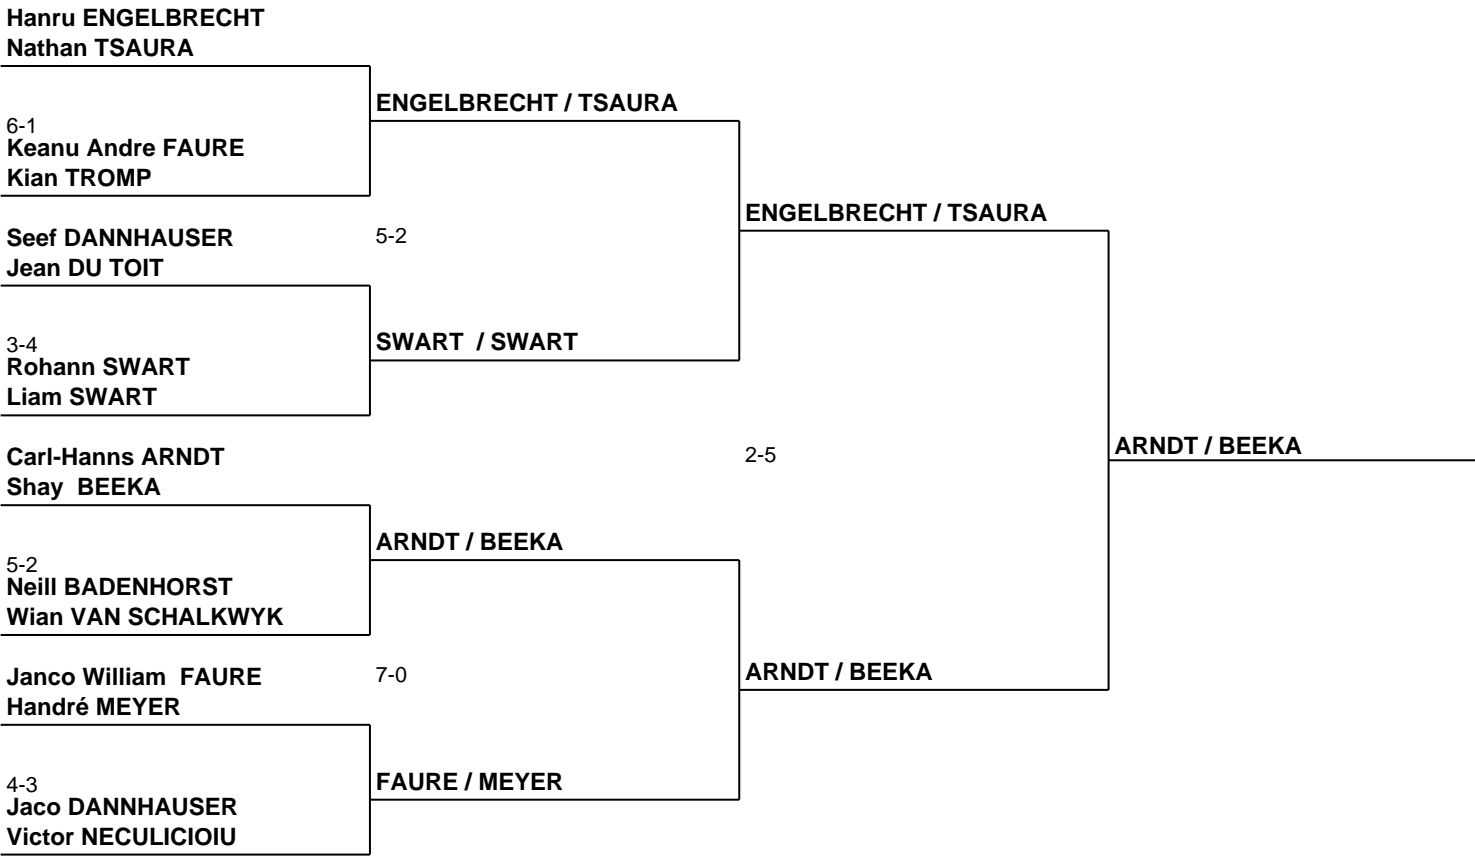 Hanru ENGELBRECHT
Nathan TSAURA
ENGELBRECHT / TSAURA
6-1
Keanu Andre FAURE
Kian TROMP
ENGELBRECHT / TSAURA
Seef DANNHAUSER
5-2
Jean DU TOIT
SWART / SWART
3-4
Rohann SWART
Liam SWART
ARNDT / BEEKA
Carl-Hanns ARNDT
2-5
Shay BEEKA
ARNDT / BEEKA
5-2
Neill BADENHORST
Wian VAN SCHALKWYK
ARNDT / BEEKA
Janco William FAURE
7-0
Handré MEYER
FAURE / MEYER
4-3
Jaco DANNHAUSER
Victor NECULICIOIU